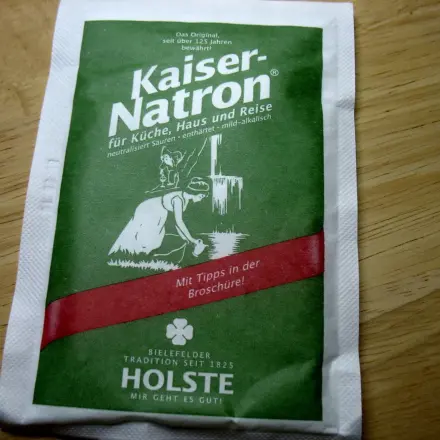 Das Original,
seit über 125 Jahren
bewährt!
Kaiser-
Natron®
für Küche, Haus und Reise
neutralisiert Säuren - enthärtet - mild-alkalisch
Mit Tipps in der
Broschüre!
BIELEFELDER
TRADITION SEIT 1825
HOLSTE
MIR GEHT ES GUT!